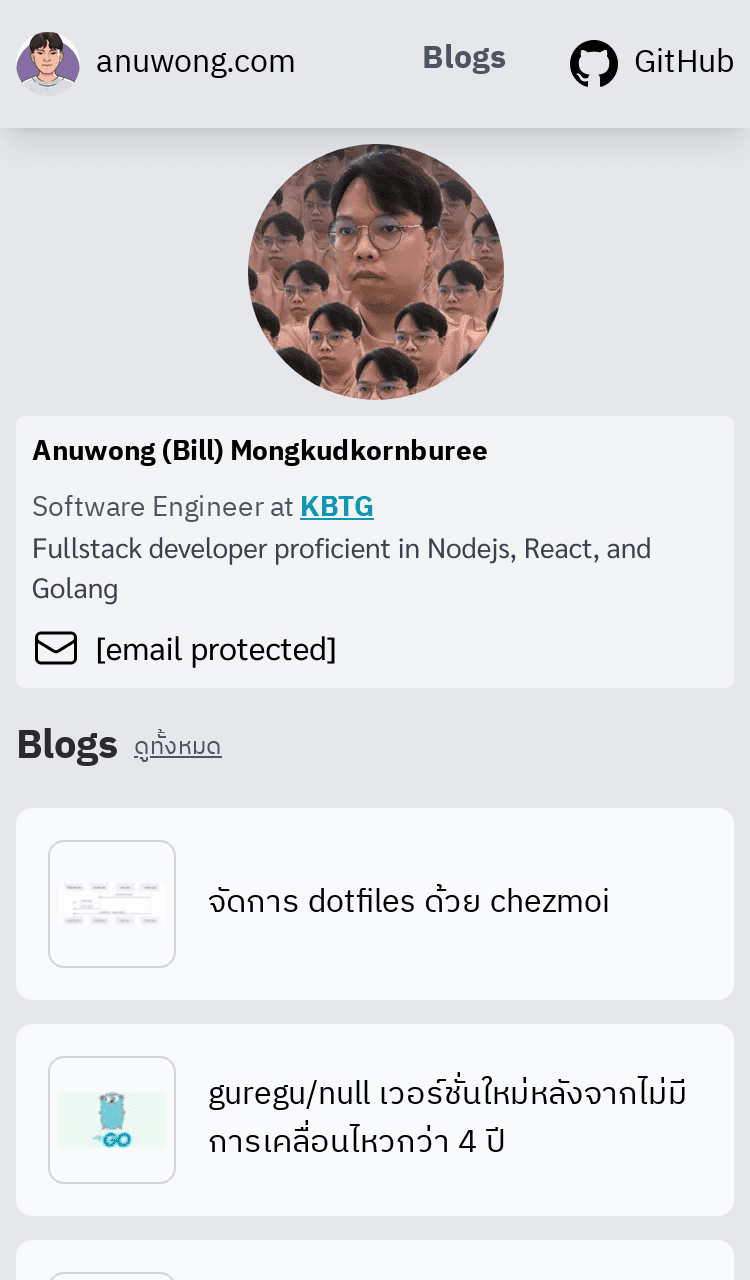 anuwong.com
Blogs
GitHub
Anuwong (Bill) Mongkudkornburee
Software Engineer at KBTG
Fullstack developer proficient in Nodejs, React, and
Golang
[email protected]
Blogs ดูทั้งหมด
จัดการ dotfiles ด้วย chezmoi
guregu/null เวอร์ชั่นใหม่หลังจากไม่มี
การเคลื่อนไหวกว่า 4 ปี
GO